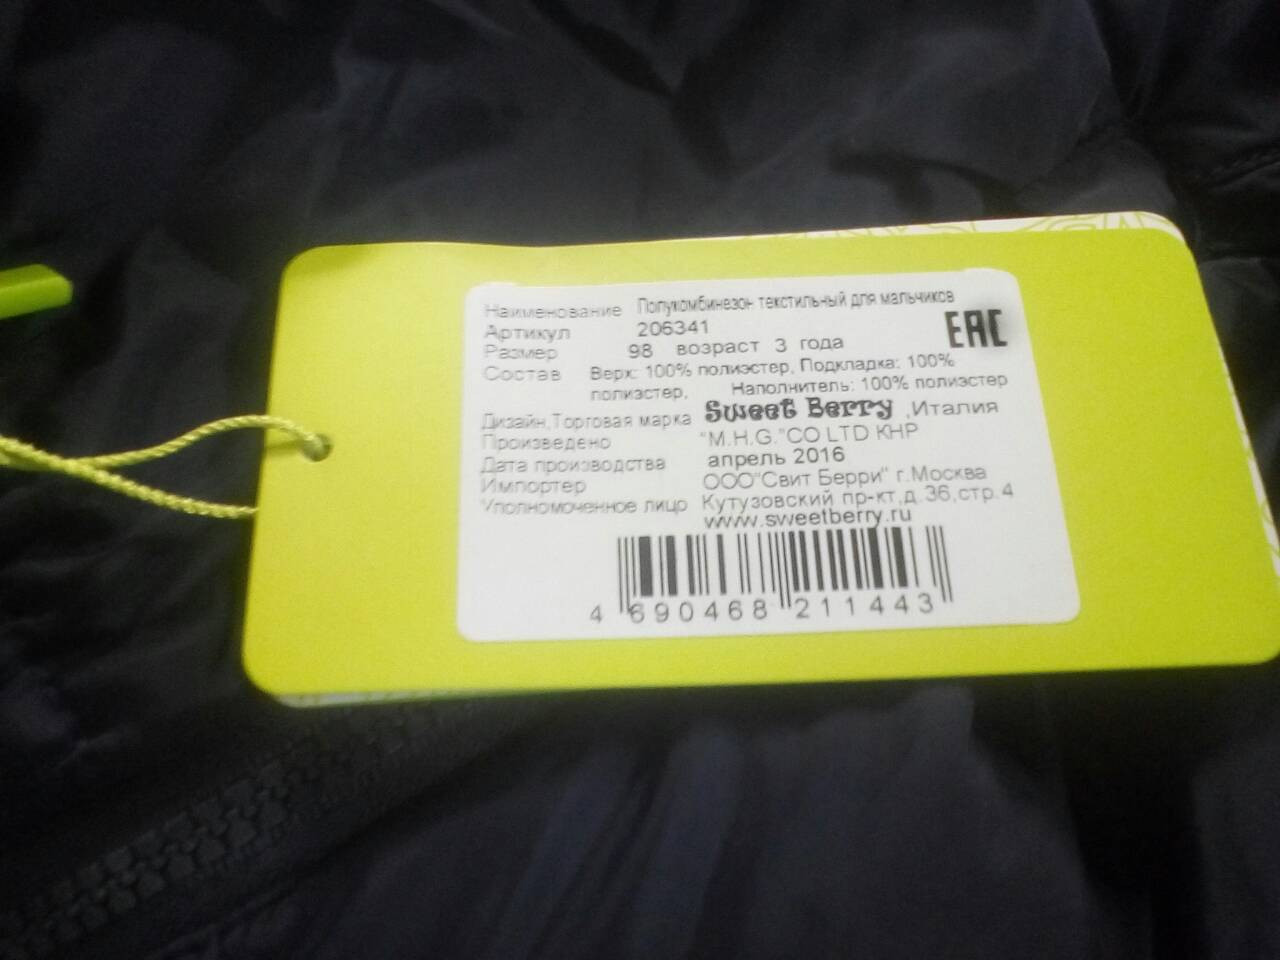 Наименование Полукомбинезон текстильный для мальчиков
Артикул 206341
EAC
Размер 98 возраст 3 года
Состав Верх: 100% полиэстер, Подкладка: 100%
полиэстер, Наполнитель: 100% полиэстер
Дизайн,Торговая марка Sweet Berry ,Италия
Произведено "M.H.G."CO LTD КНР
Дата производства апрель 2016
Импортер ООО"Свит Берри" г.Москва
Уполномоченное лицо Кутузовский пр-кт,д.36,стр.4
www.sweetberry.ru
4 690468 211443